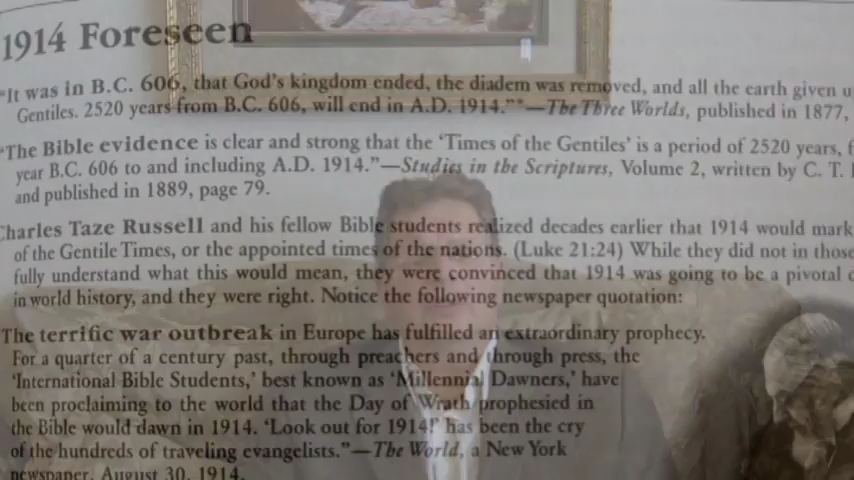 1914 Foreseen
"It was in B.C. 606, that God's kingdom ended, the diadem was removed, and all the earth given u
Gentiles. 2520 years from B.C. 606, will end in A.D. 1914."*—The Three Worlds, published in 1877,
"The Bible evidence is clear and strong that the 'Times of the Gentiles' is a period of 2520 years, f
year B.C. 606 to and including A.D. 1914."—Studies in the Scriptures, Volume 2, written by C. T.
and published in 1889, page 79.
Charles Taze Russell and his fellow Bible students realized decades earlier that 1914 would mark
of the Gentile Times, or the appointed times of the nations. (Luke 21:24) While they did not in those
fully understand what this would mean, they were convinced that 1914 was going to be a pivotal
in world history, and they were right. Notice the following newspaper quotation:
The terrific war outbreak in Europe has fulfilled an extraordinary prophecy.
For a quarter of a century past, through preachers and through press, the
'International Bible Students,' best known as 'Millennial Dawners,' have
been proclaiming to the world that the Day of Wrath prophesied in
the Bible would dawn in 1914. 'Look out for 1914!' has been the cry
of the hundreds of traveling evangelists."—The World, a New York
newspaper, August 30, 1914.